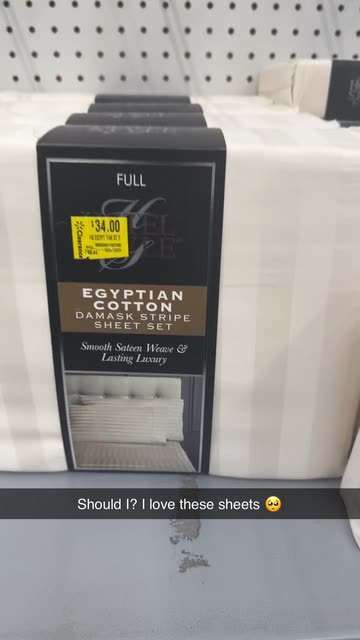 FULL
Clearance
$34.00
EGYPTIAN
COTTON
DAMASK STRIPE
SHEET SET
Smooth Sateen Weave &
Lasting Luxury
Should I? I love these sheets 🥺